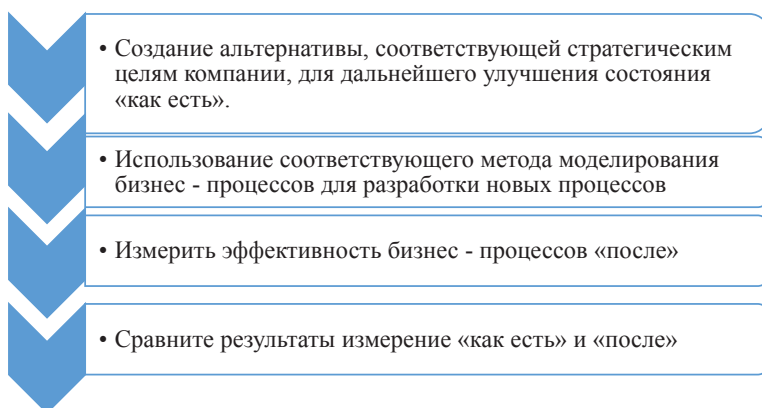 • Создание альтернативы, соответствующей стратегическим
целям компании, для дальнейшего улучшения состояния
«как есть».
• Использование соответствующего метода моделирования
бизнес - процессов для разработки новых процессов
• Измерить эффективность бизнес - процессов «после»
• Сравните результаты измерение «как есть» и «после»